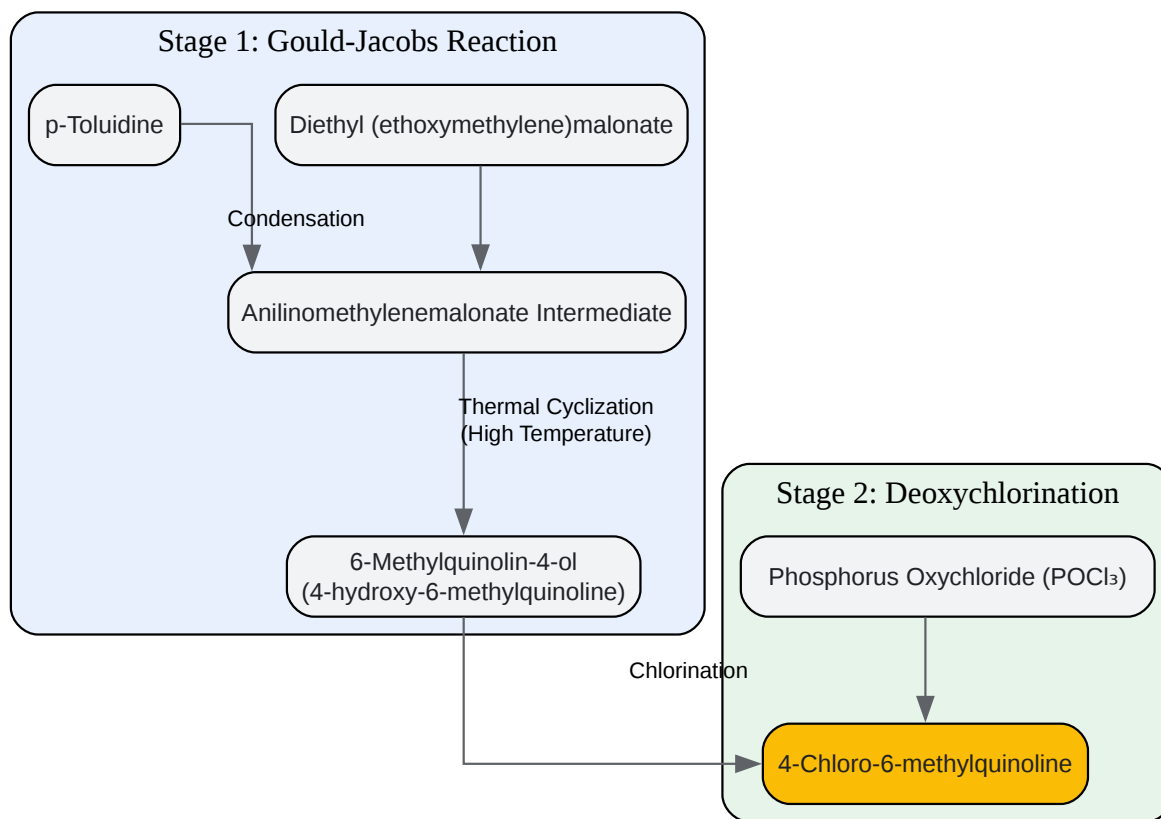 Stage 1: Gould-Jacobs Reaction
p-Toluidine
Diethyl (ethoxymethylene)malonate
Condensation
Anilinomethylenemalonate Intermediate
Thermal Cyclization
(High Temperature)
6-Methylquinolin-4-ol
(4-hydroxy-6-methylquinoline)
Stage 2: Deoxychlorination
Phosphorus Oxychloride (POCl₃)
Chlorination
4-Chloro-6-methylquinoline